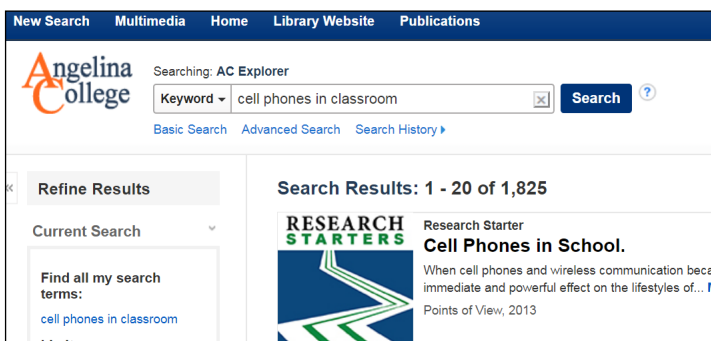 New Search Multimedia Home Library Website Publications
Angelina College
Searching: AC Explorer
Keyword cell phones in classroom Search ?
Basic Search Advanced Search Search History
Refine Results
Current Search
Find all my search
terms:
cell phones in classroom
Search Results: 1 - 20 of 1,825
RESEARCH
STARTERS
Research Starter
Cell Phones in School.
When cell phones and wireless communication
immediate and powerful effect on the lifestyles of...
Points of View, 2013